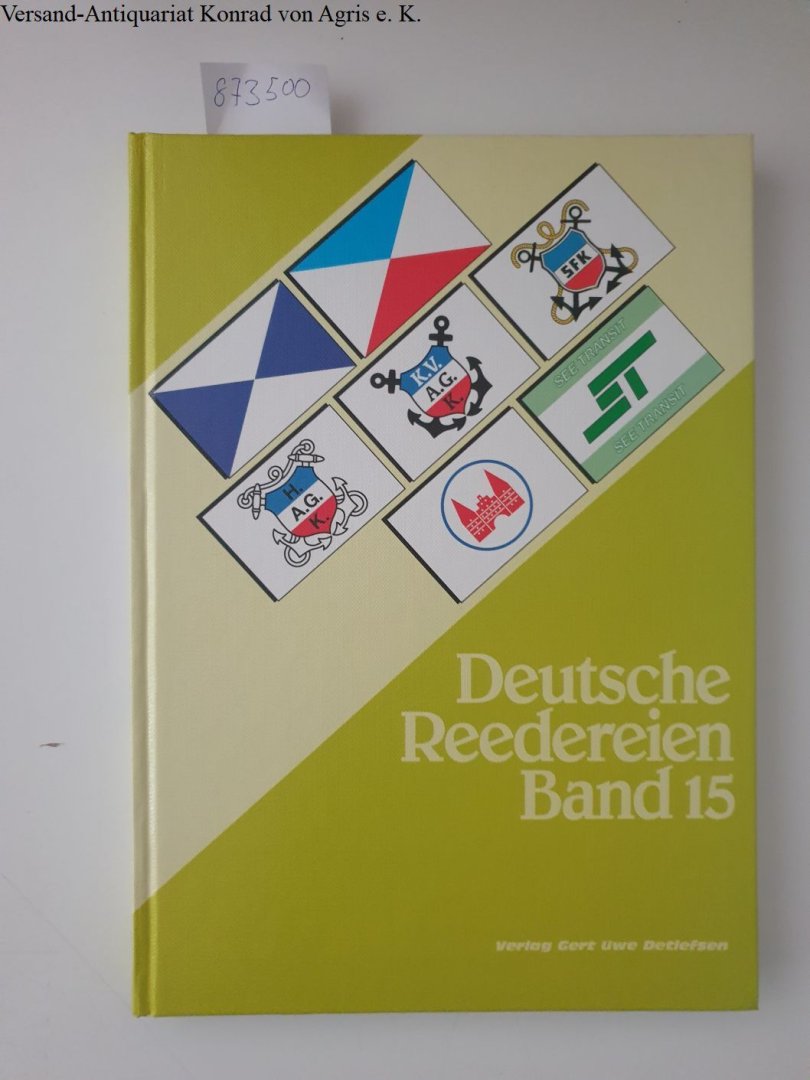 Versand-Antiquariat Konrad von Agris e. K.
873500
SFK
K.V.
A.G.
K.
SEE TRANSIT
ST
SEE TRANSIT
H.
A.G.
K.
Deutsche
Reedereien
Band 15
Verlag Gert Uwe Detlefsen